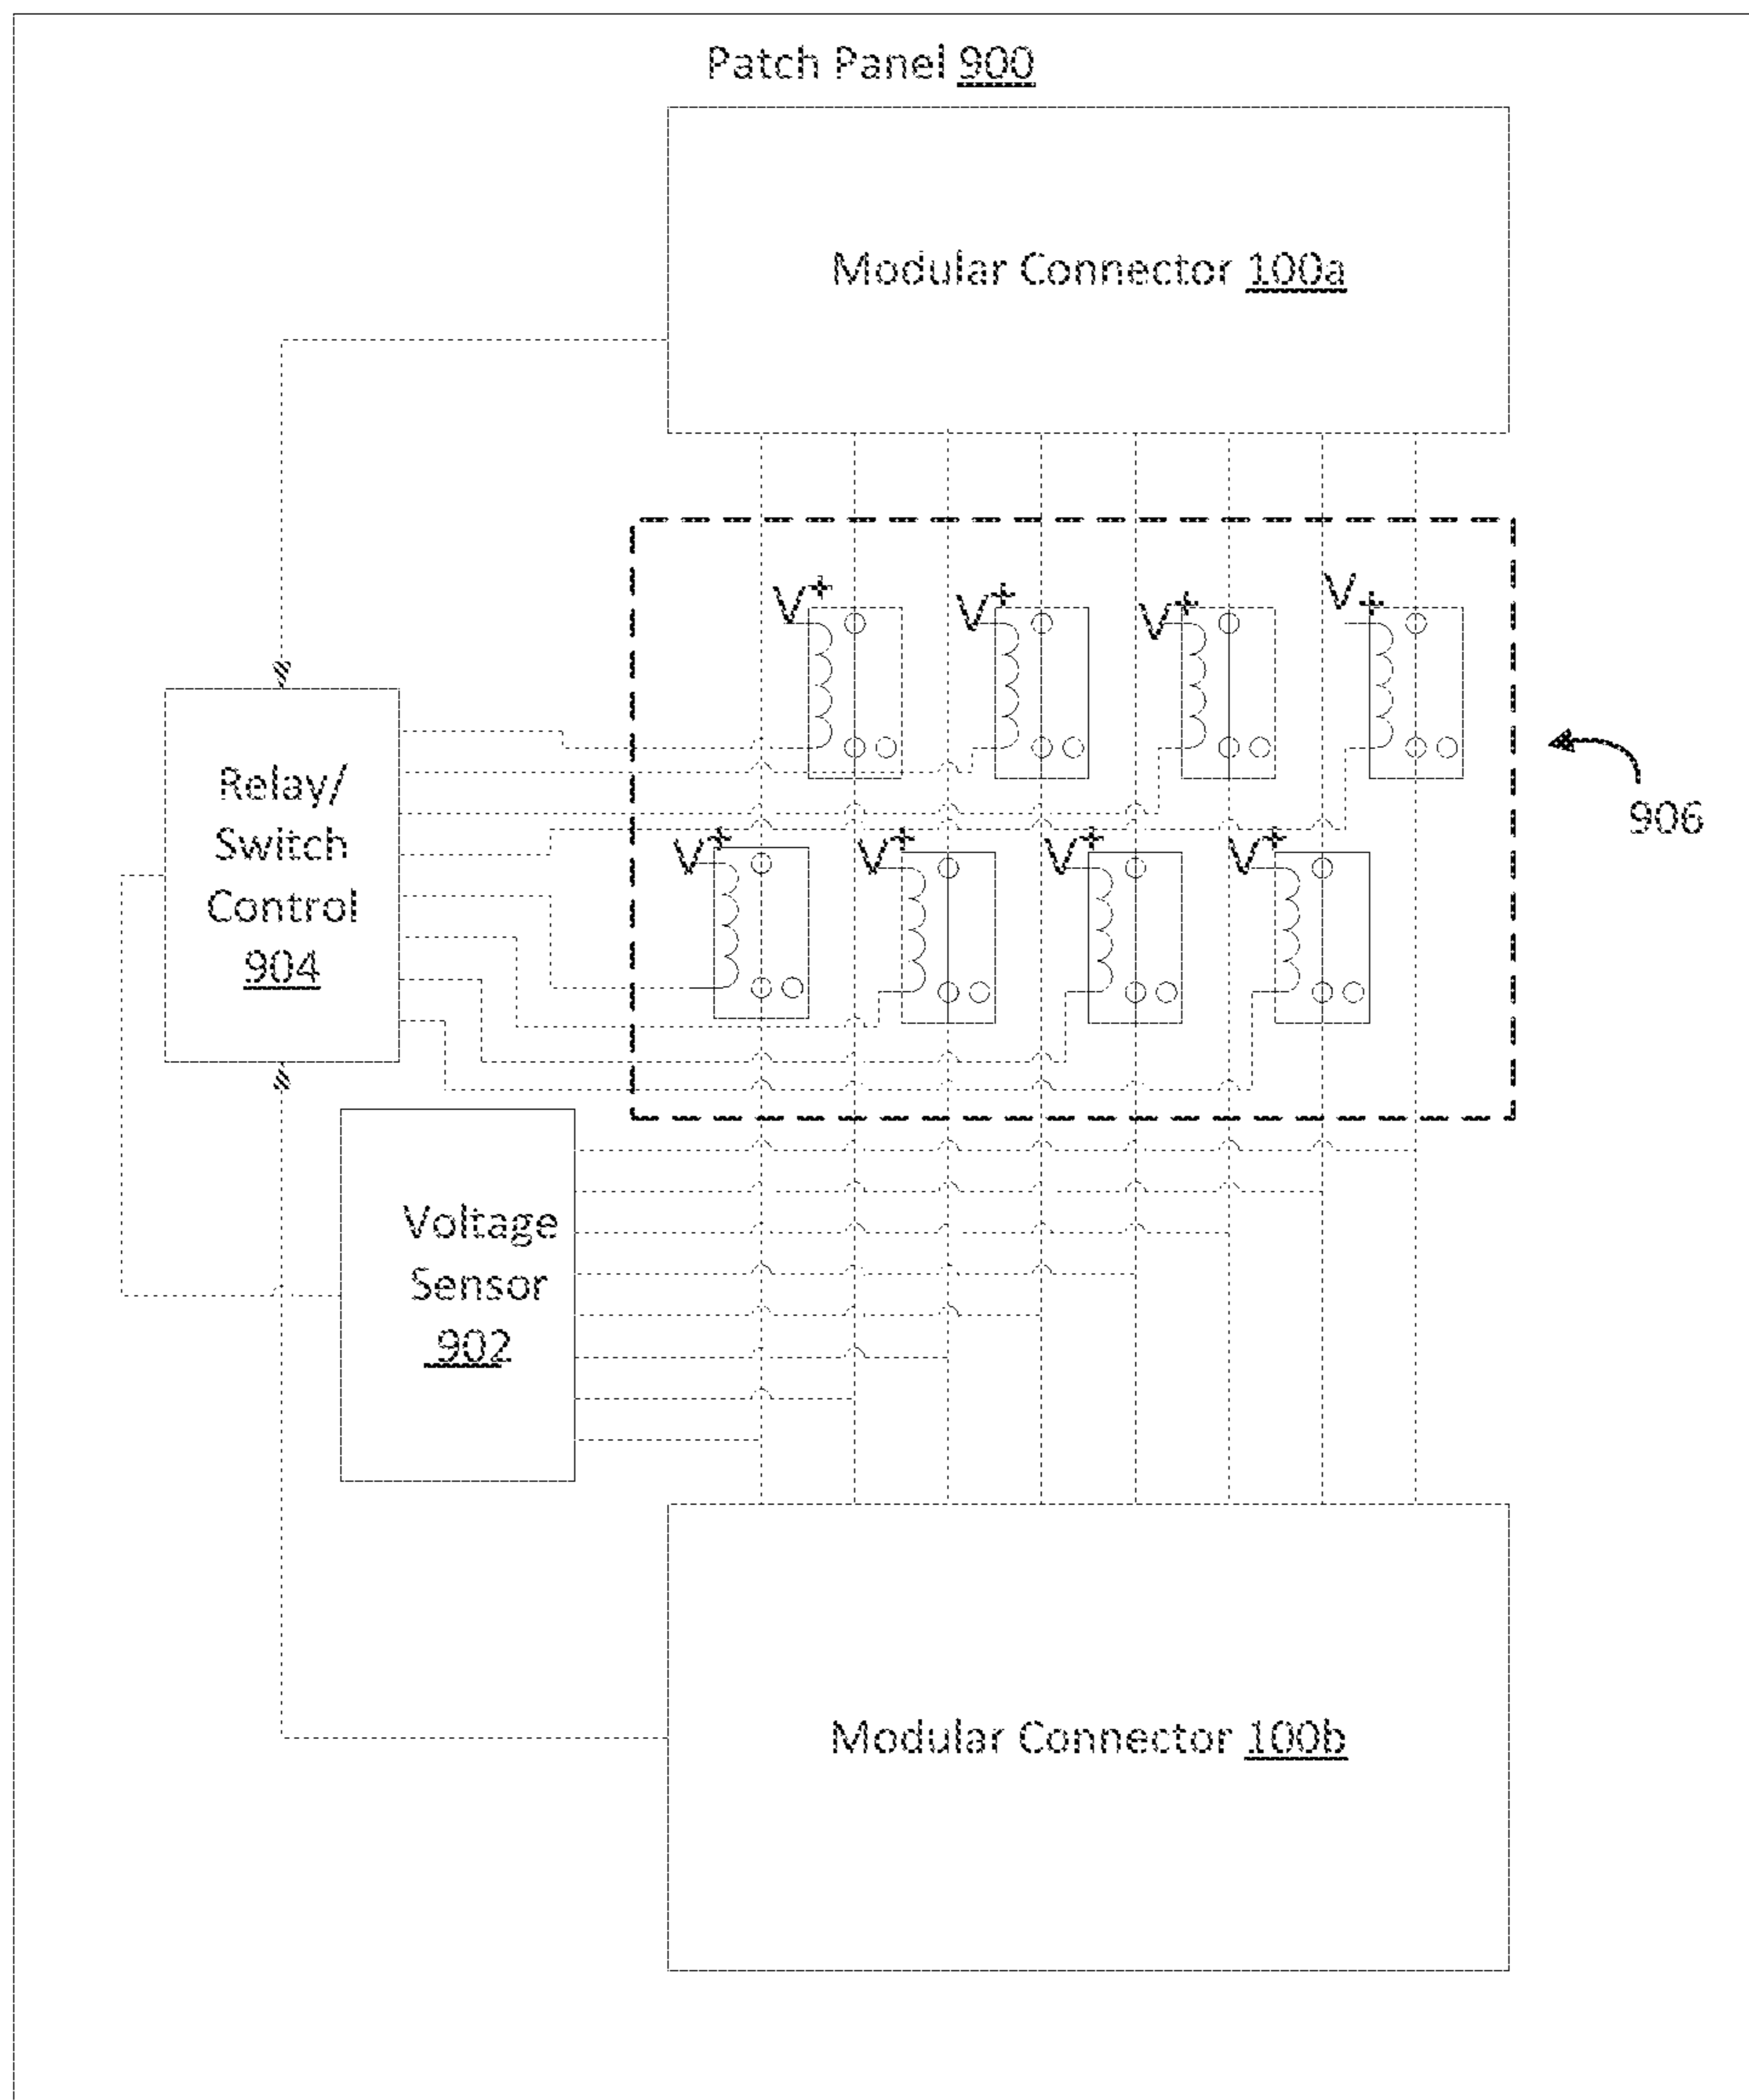 Patch Panel 900
Modular Connector 100a
V+ V+ V+ V+
Relay/
Switch
Control
904
906
V+ V+ V+ V+
Voltage
Sensor
902
Modular Connector 100b